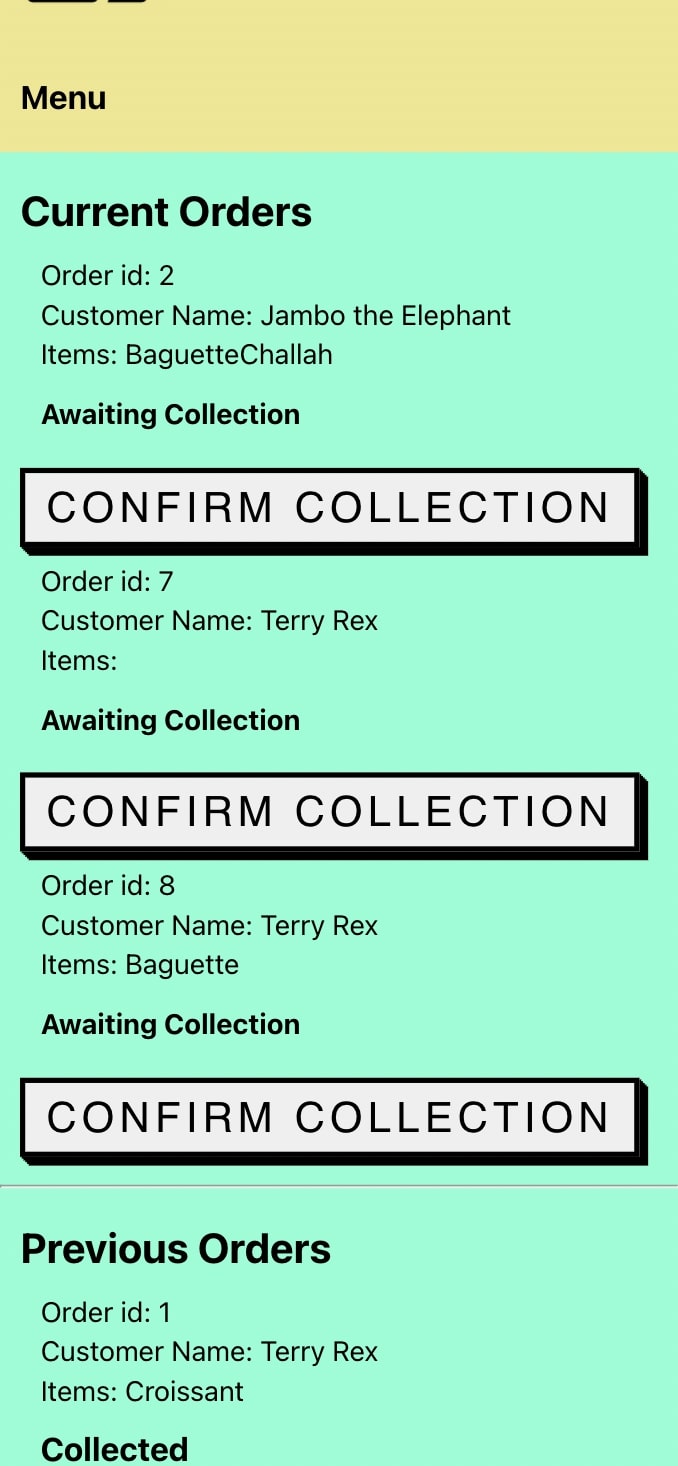 Menu
Current Orders
Order id: 2
Customer Name: Jambo the Elephant
Items: BaguetteChallah
Awaiting Collection
CONFIRM COLLECTION
Order id: 7
Customer Name: Terry Rex
Items:
Awaiting Collection
CONFIRM COLLECTION
Order id: 8
Customer Name: Terry Rex
Items: Baguette
Awaiting Collection
CONFIRM COLLECTION
Previous Orders
Order id: 1
Customer Name: Terry Rex
Items: Croissant
Collected